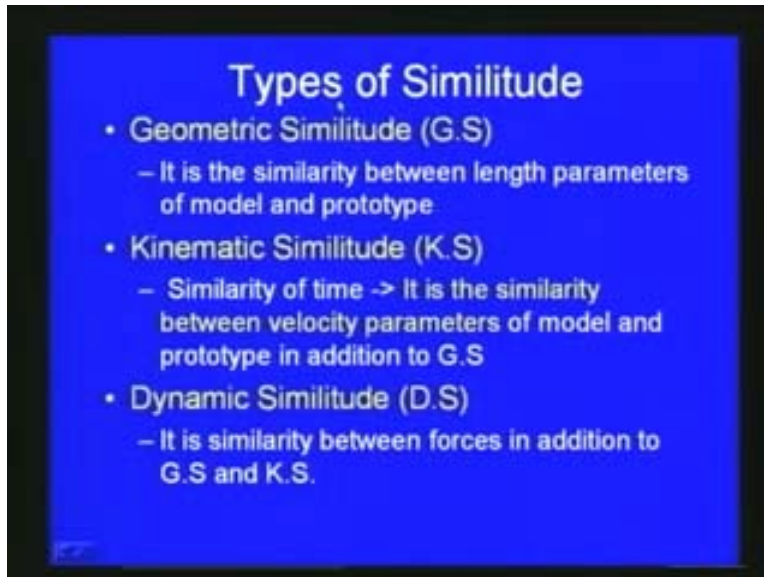 Types of Similitude
• Geometric Similitude (G.S)
– It is the similarity between length parameters
of model and prototype
• Kinematic Similitude (K.S)
– Similarity of time -> It is the similarity
between velocity parameters of model and
prototype in addition to G.S
• Dynamic Similitude (D.S)
– It is similarity between forces in addition to
G.S and K.S.